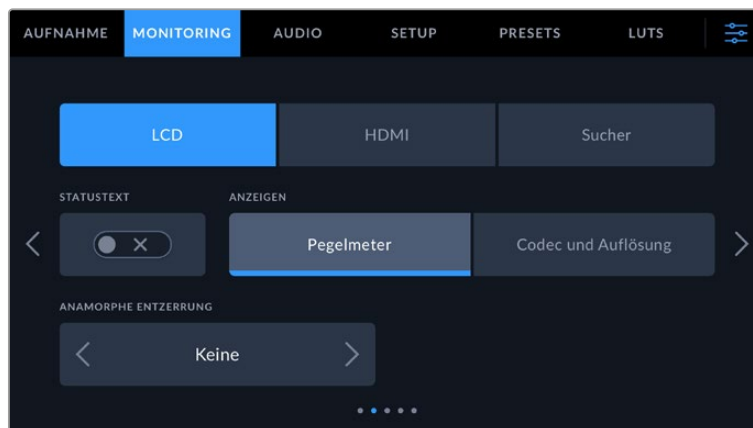 AUFNAHME MONITORING AUDIO SETUP PRESETS LUTS
LCD HDMI Sucher
STATUSTEXT ANZEIGEN
Pegelmeter Codec und Auflösung
ANAMORPHE ENTZERRUNG
Keine